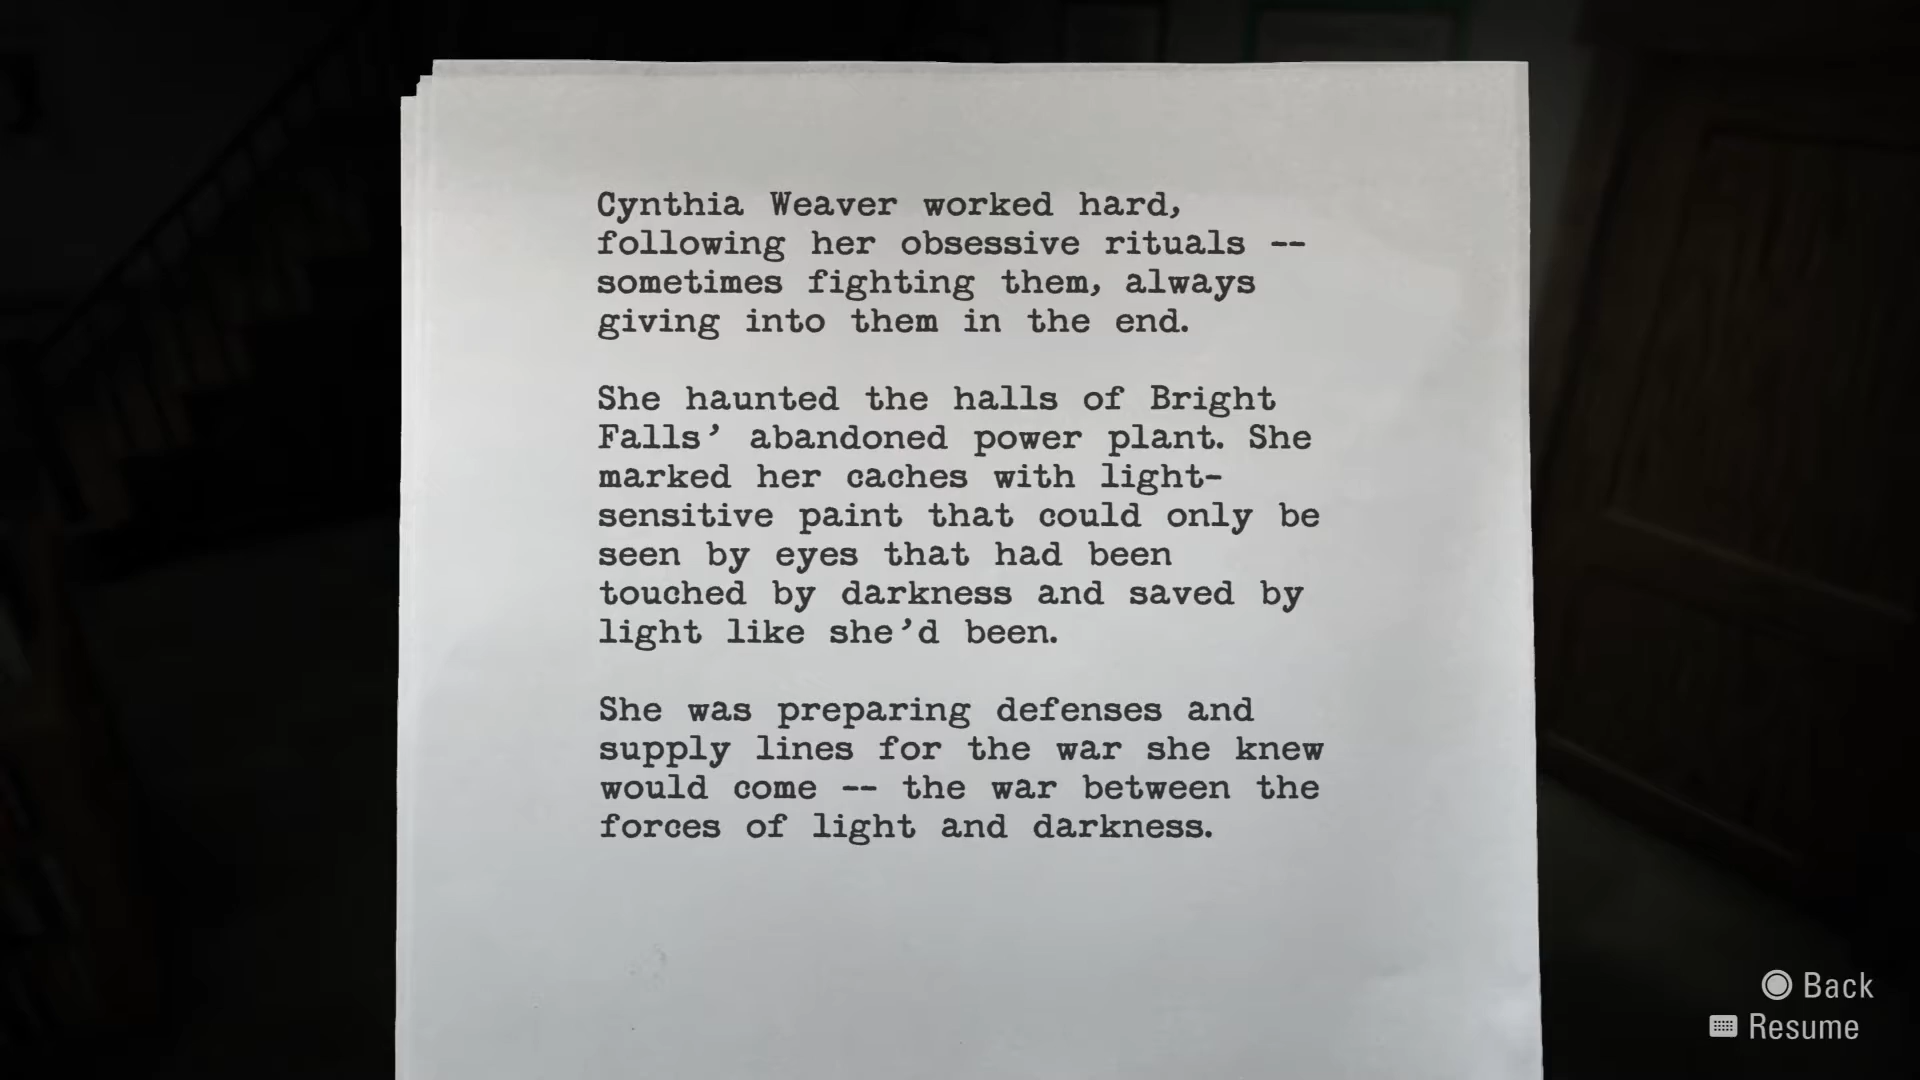 Cynthia Weaver worked hard,
following her obsessive rituals --
sometimes fighting them, always
giving into them in the end.
She haunted the halls of Bright
Falls’ abandoned power plant. She
marked her caches with light-
sensitive paint that could only be
seen by eyes that had been
touched by darkness and saved by
light like she’d been.
She was preparing defenses and
supply lines for the war she knew
would come -- the war between the
forces of light and darkness.
Back
Resume